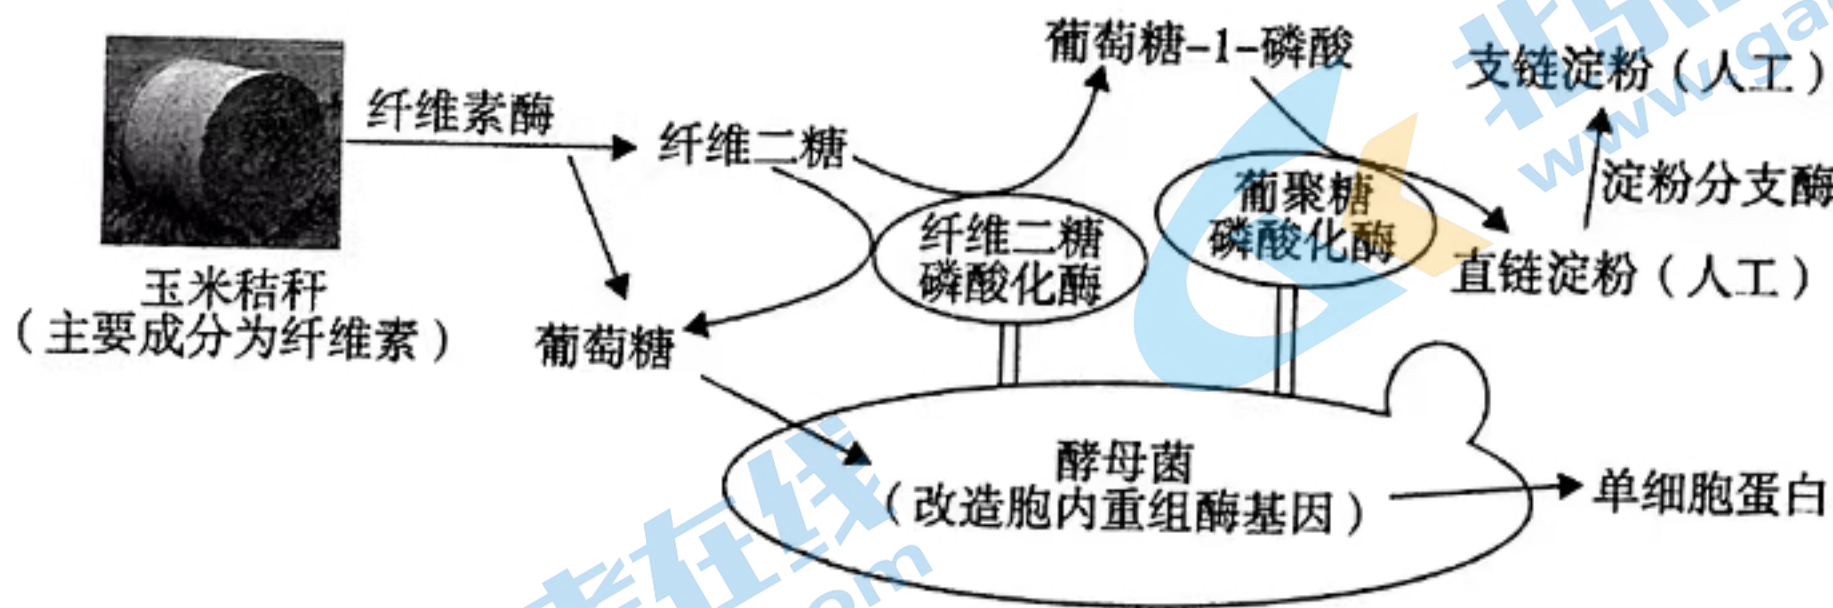 葡萄糖-1-磷酸
支链淀粉（人工）
纤维素酶
纤维二糖
淀粉分支酶
葡聚糖
磷酸化酶
纤维二糖
磷酸化酶
直链淀粉（人工）
玉米秸秆
（主要成分为纤维素）
葡萄糖
酵母菌
（改造胞内重组酶基因）
单细胞蛋白
www.ga